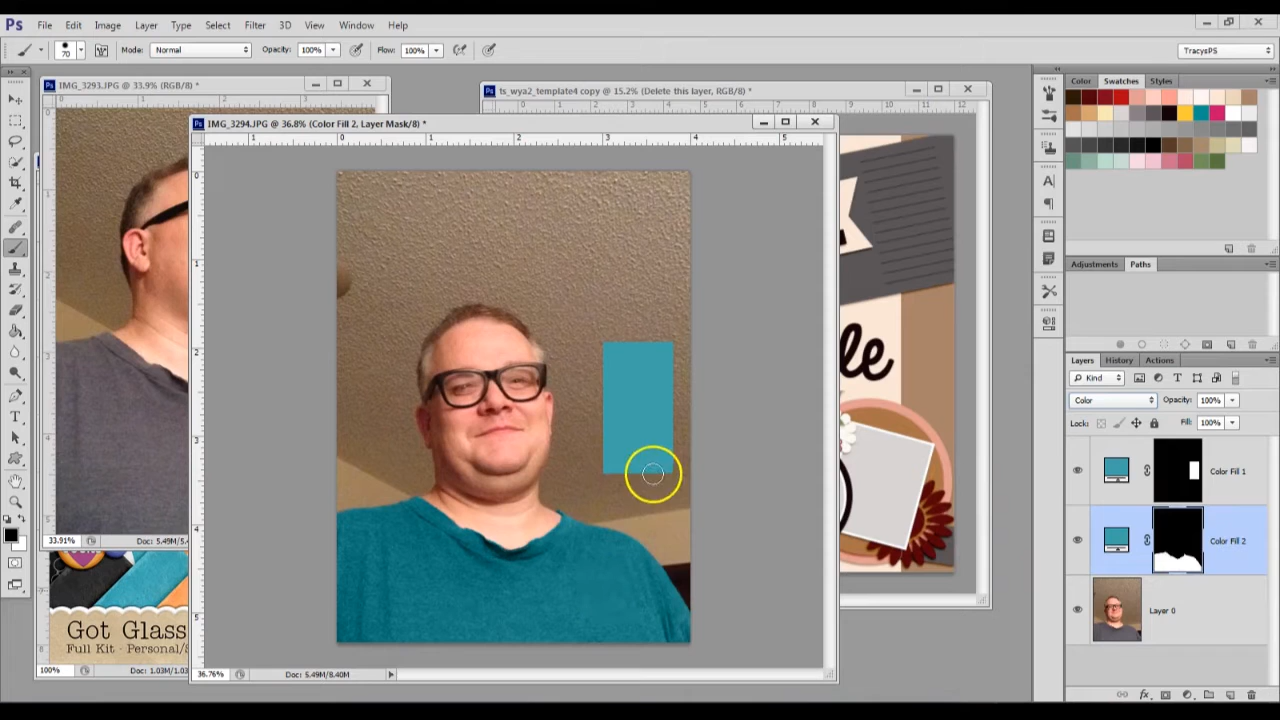 Ps File Edit Image Layer Type Select Filter 3D View Window Help
70 Mode: Normal Opacity: 100% Flow: 100% TracysPS
IMG_3293.JPG @ 33.9% (RGB/8) *
ts_wya2_template4 copy @ 15.2% (Delete this layer, RGB/8) *
IMG_3294.JPG @ 36.8% (Color Fill 2, Layer Mask/8) *
Color Swatches Styles
Adjustments Paths
Layers History Actions
Kind
Color Opacity: 100%
Lock: Fill: 100%
Color Fill 1
Color Fill 2
Layer 0
33.91% Doc: 5.49M/5.4
Got Glass
Full Kit - Personal/S
100% Doc: 1.03M/1.03
36.76% Doc: 5.49M/8.40M
le